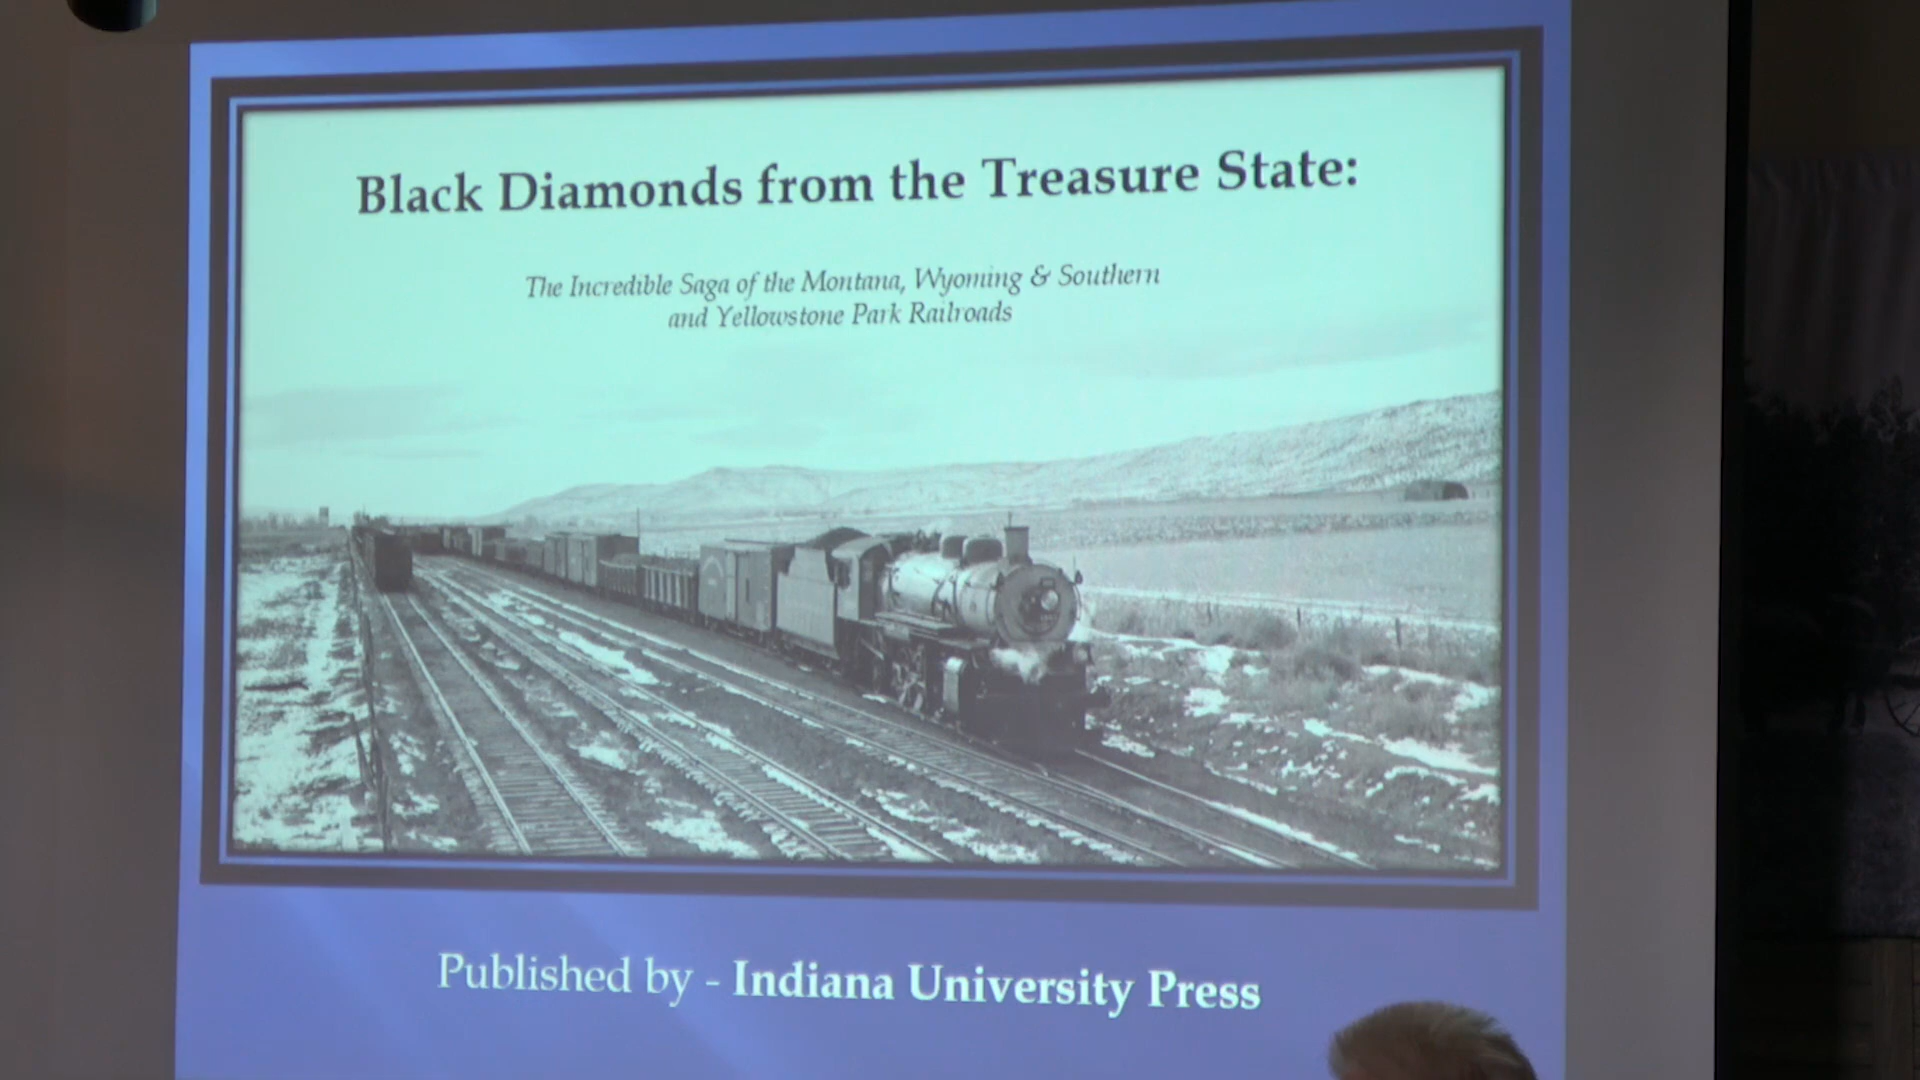 Black Diamonds from the Treasure State:
The Incredible Saga of the Montana, Wyoming & Southern
and Yellowstone Park Railroads
Published by - Indiana University Press